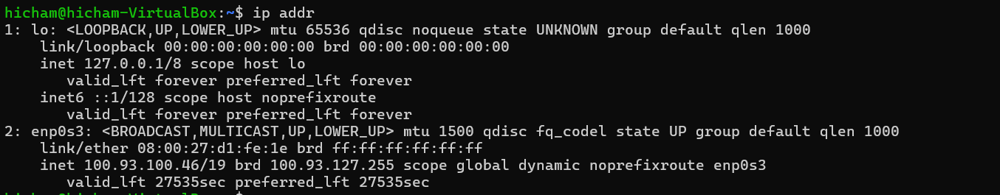 hicham@hicham-VirtualBox:~$ ip addr
1: lo: <LOOPBACK,UP,LOWER_UP> mtu 65536 qdisc noqueue state UNKNOWN group default qlen 1000
    link/loopback 00:00:00:00:00:00 brd 00:00:00:00:00:00
    inet 127.0.0.1/8 scope host lo
       valid_lft forever preferred_lft forever
    inet6 ::1/128 scope host noprefixroute
       valid_lft forever preferred_lft forever
2: enp0s3: <BROADCAST,MULTICAST,UP,LOWER_UP> mtu 1500 qdisc fq_codel state UP group default qlen 1000
    link/ether 08:00:27:d1:fe:1e brd ff:ff:ff:ff:ff:ff
    inet 100.93.100.46/19 brd 100.93.127.255 scope global dynamic noprefixroute enp0s3
       valid_lft 27535sec preferred_lft 27535sec